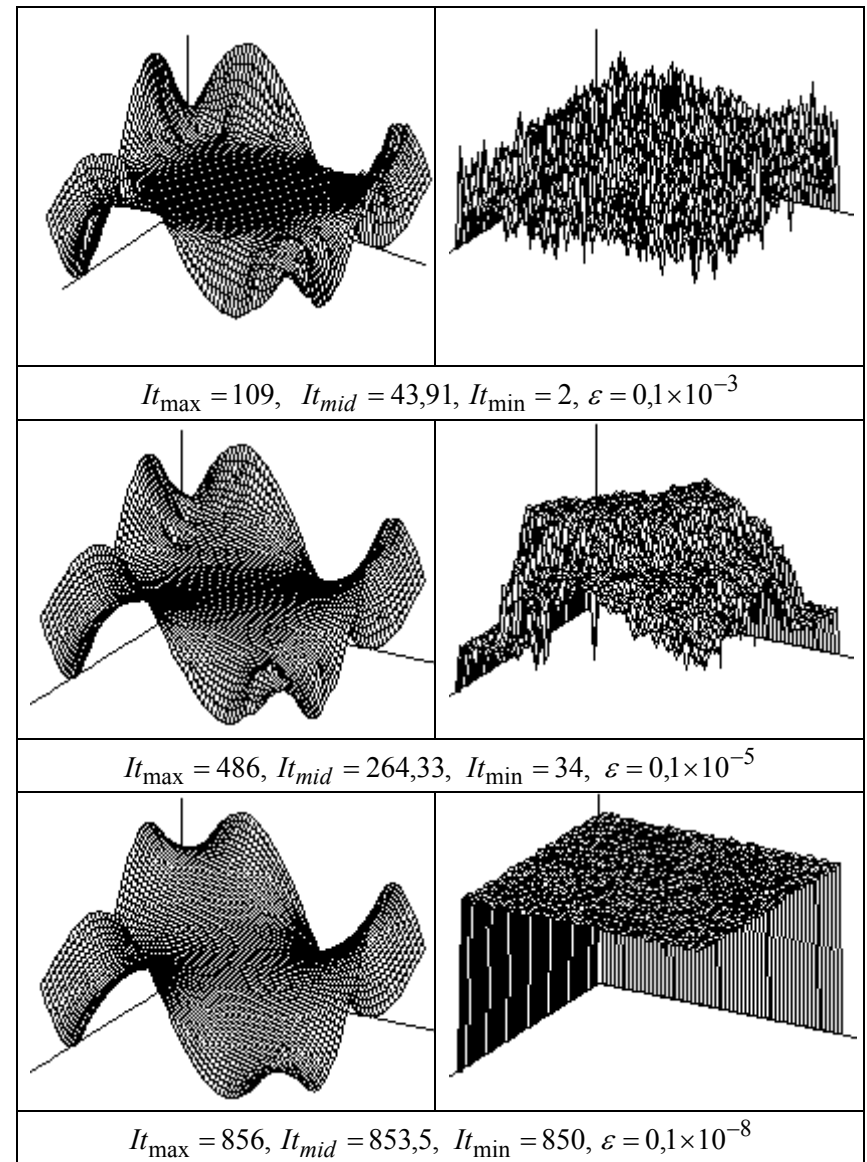 It_max = 109, It_mid = 43,91, It_min = 2, ε = 0,1×10⁻³
It_max = 486, It_mid = 264,33, It_min = 34, ε = 0,1×10⁻⁵
It_max = 856, It_mid = 853,5, It_min = 850, ε = 0,1×10⁻⁸